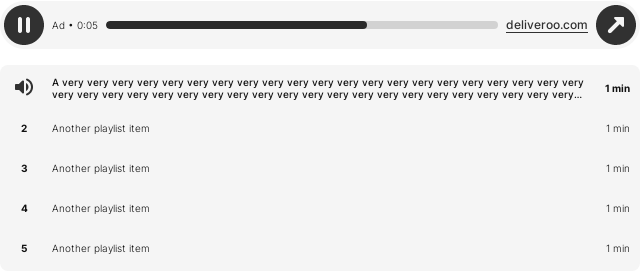 Ad • 0:05
deliveroo.com
A very very very very very very very very very very very very very very very very very very very very very
very very very very very very very very very very very very very very very very very very very very very...
1 min
2 Another playlist item 1 min
3 Another playlist item 1 min
4 Another playlist item 1 min
5 Another playlist item 1 min